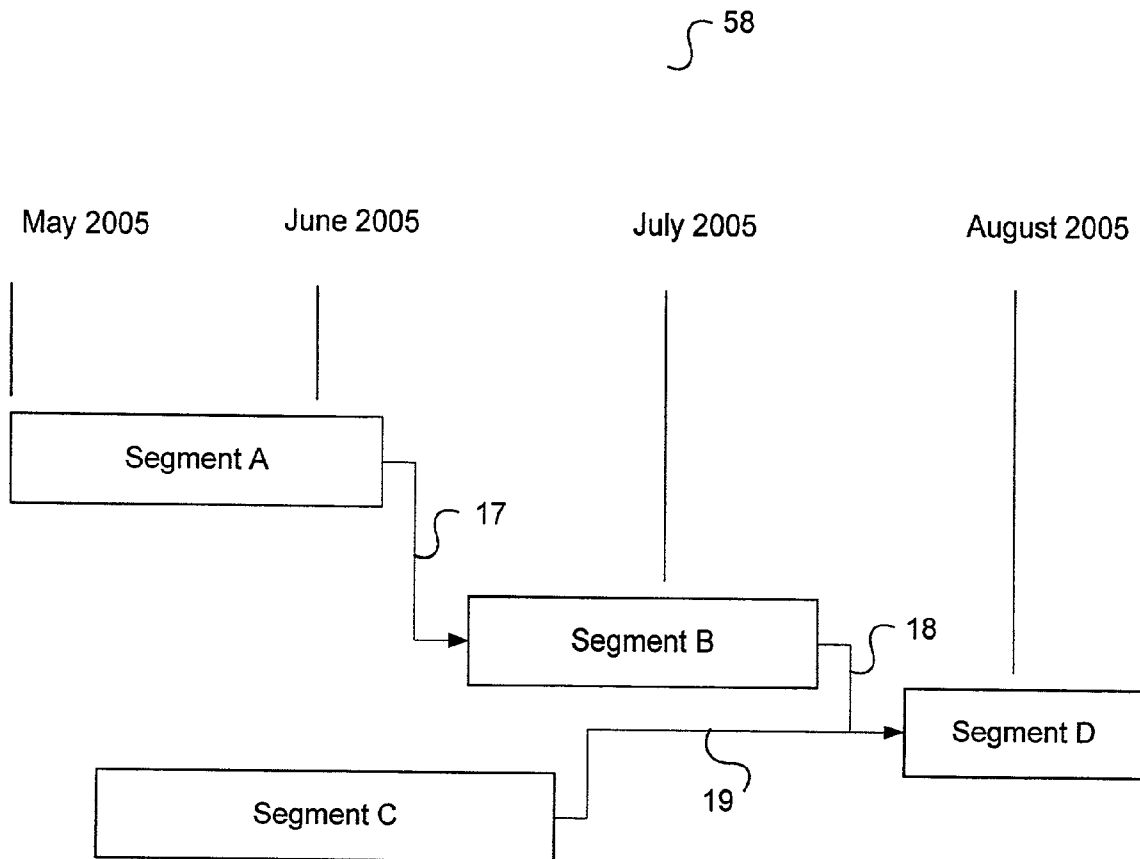 58
May 2005 June 2005 July 2005 August 2005
Segment A
17
Segment B
18
Segment D
19
Segment C